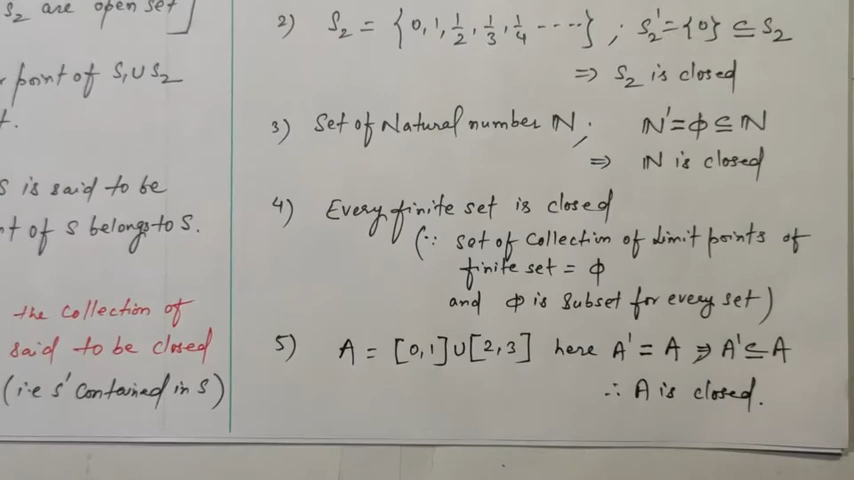 S₂ are open set]
point of S₁∪S₂
t.
S is said to be
t of S belongs to S.
the collection of
said to be closed
(i.e S' contained in S)
2) S₂ = {0, 1, 1/2, 1/3, 1/4 -----} ; S₂' = {0} ⊆ S₂
⇒ S₂ is closed
3) Set of Natural number ℕ ; ℕ' = ϕ ⊆ ℕ
⇒ ℕ is closed
4) Every finite set is closed
(∵ set of collection of limit points of
finite set = ϕ
and ϕ is subset for every set)
5) A = [0,1] ∪ [2,3] here A' = A ⇒ A' ⊆ A
∴ A is closed.